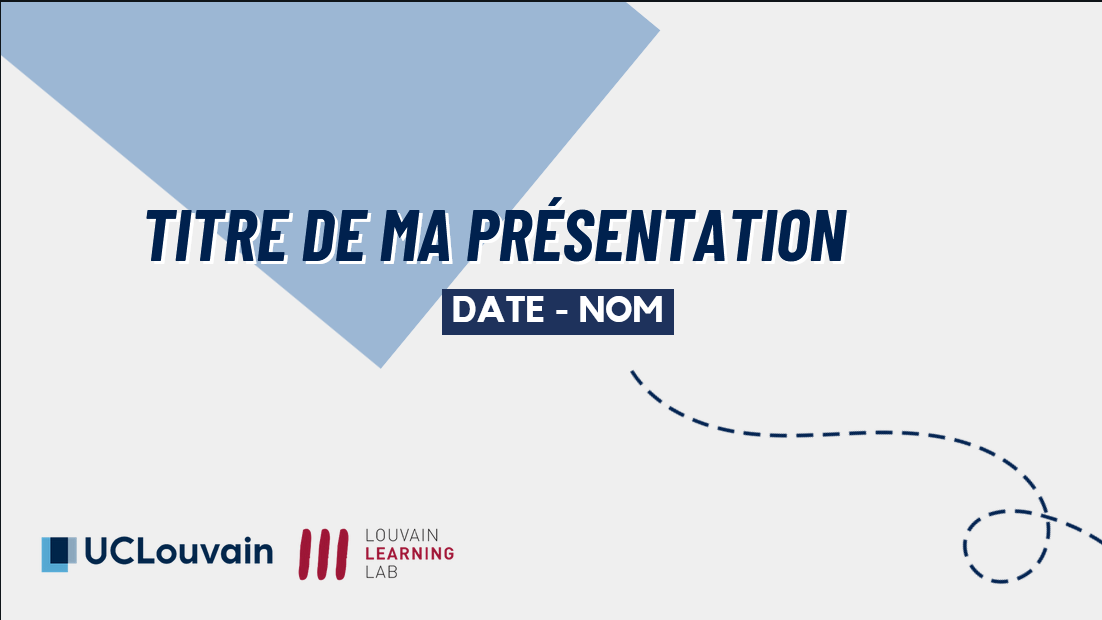 TITRE DE MA PRÉSENTATION
DATE - NOM
UCLouvain
LOUVAIN
LEARNING
LAB